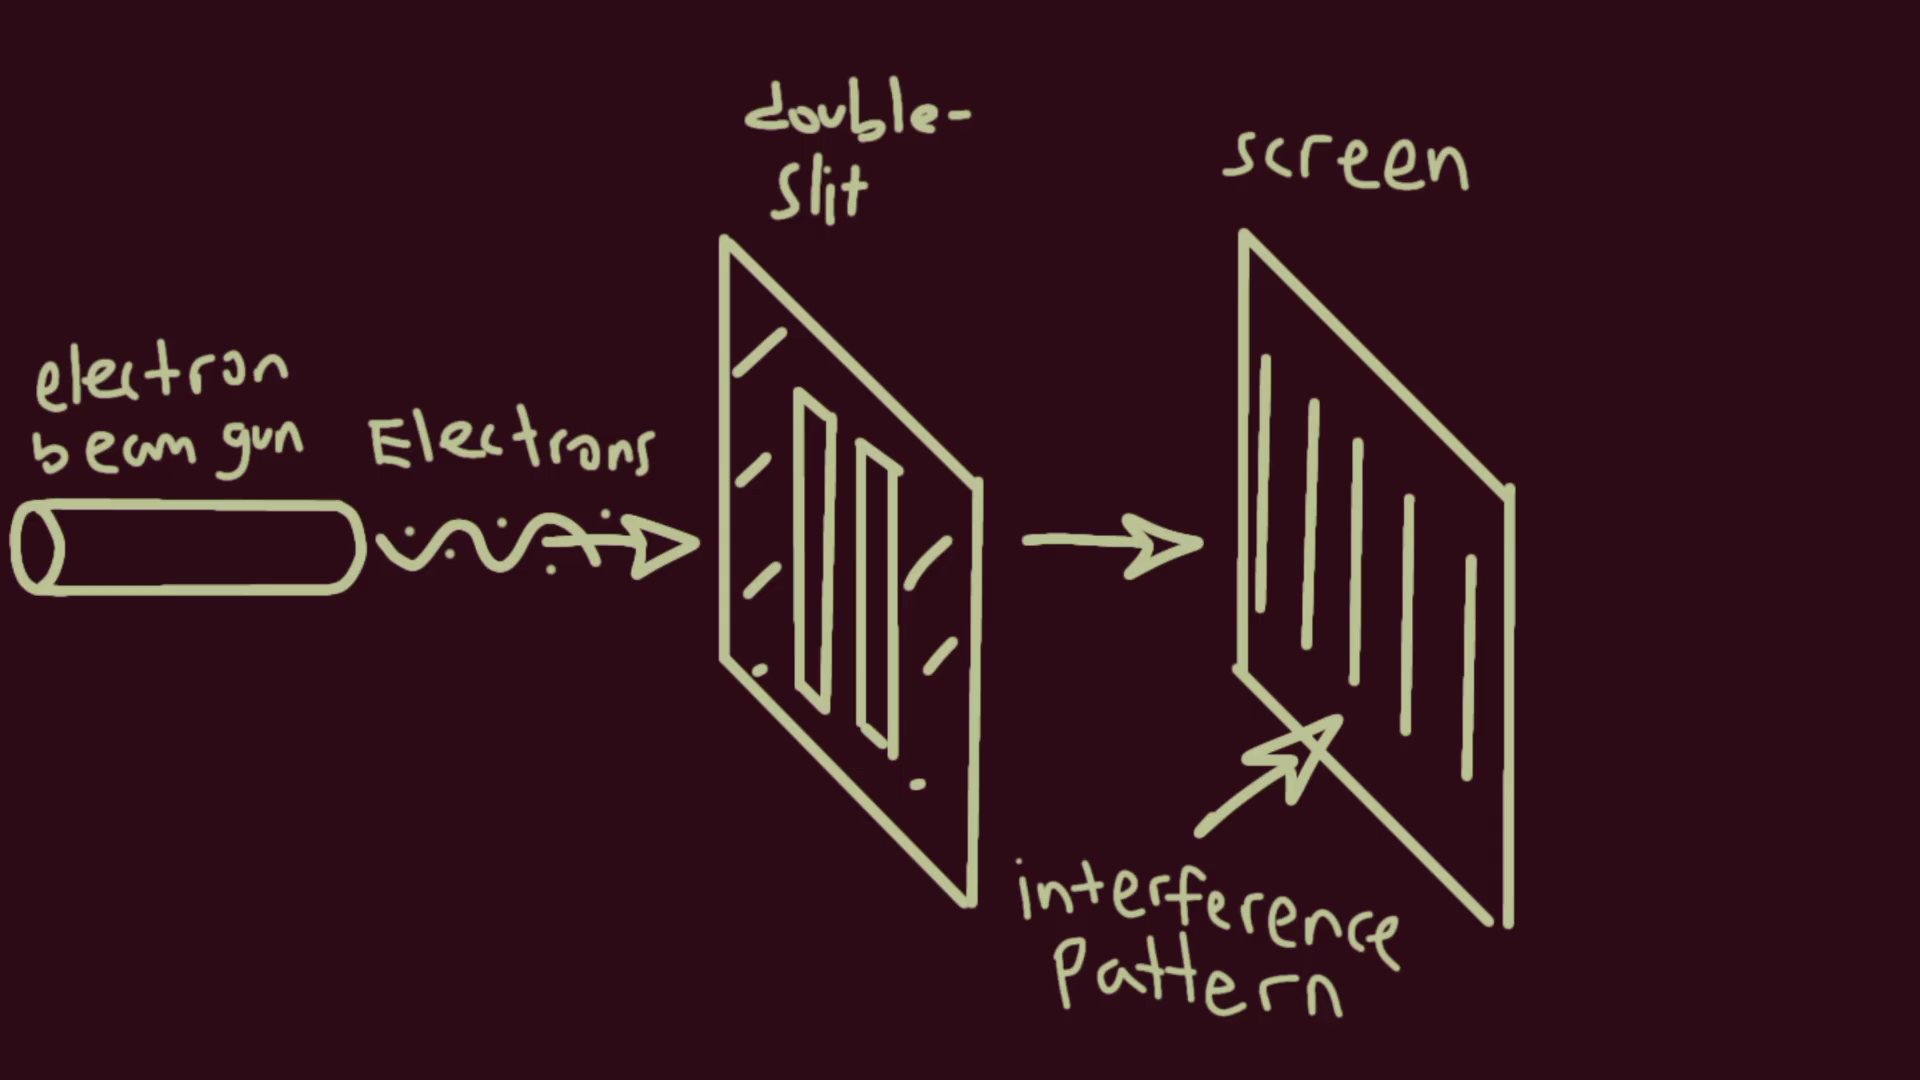 double-
slit
screen
electron
beam gun
Electrons
interference
Pattern